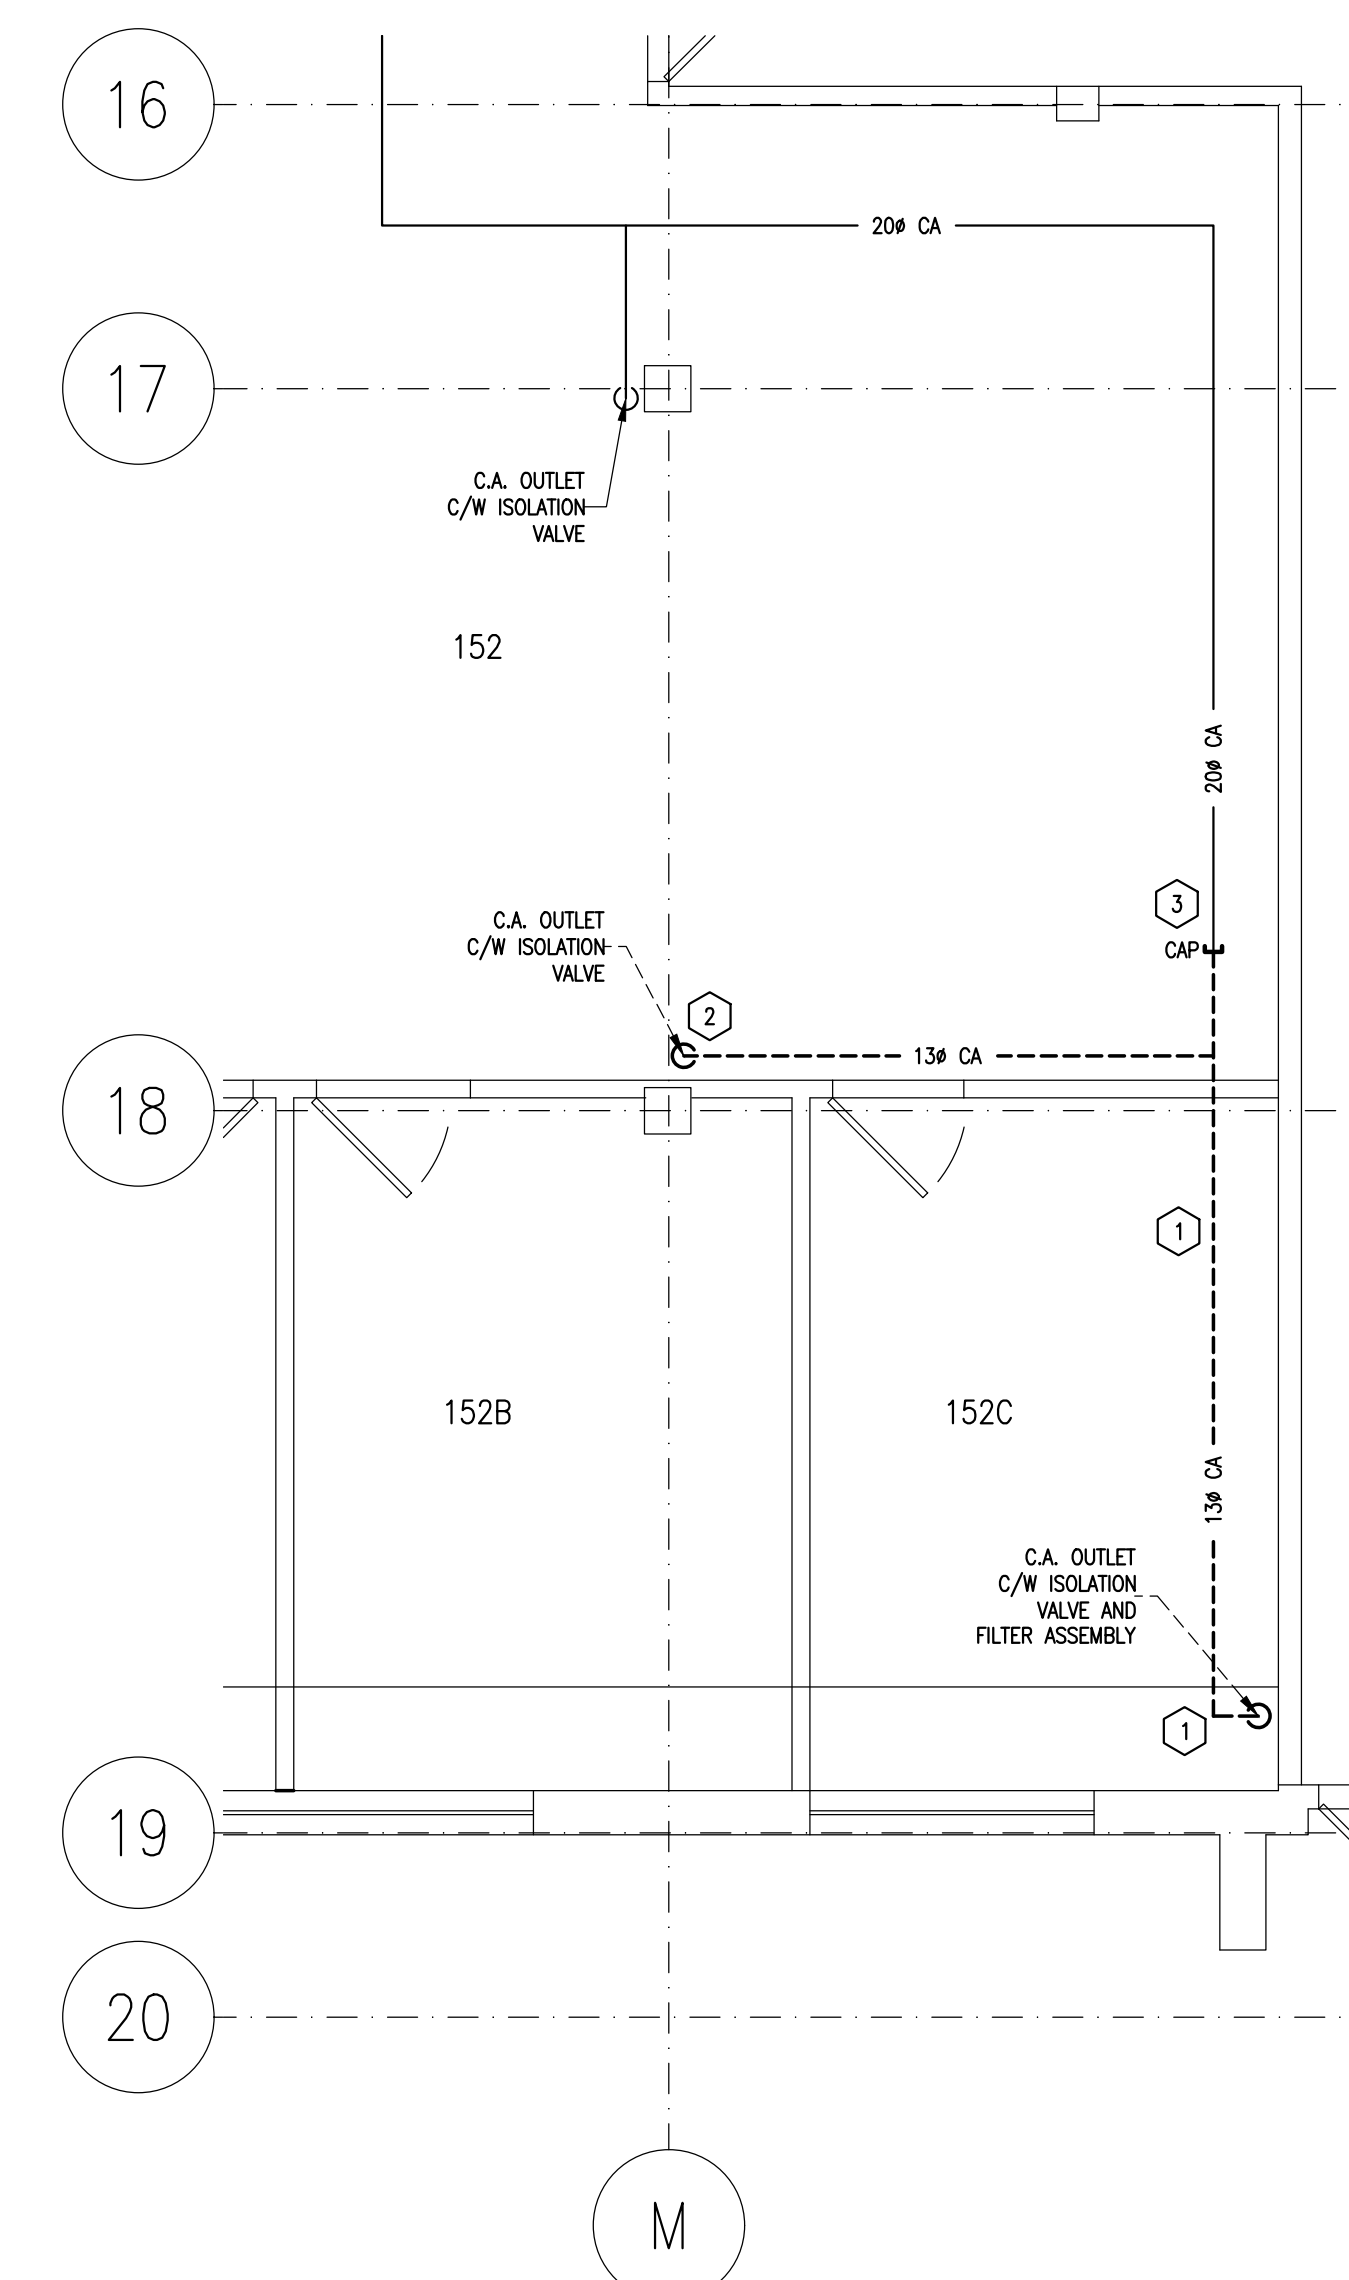 16
20ø CA
17
C.A. OUTLET
C/W ISOLATION
VALVE
152
20ø CA
3
CAP
C.A. OUTLET
C/W ISOLATION
VALVE
2
13ø CA
18
1
152B
152C
13ø CA
C.A. OUTLET
C/W ISOLATION
VALVE AND
FILTER ASSEMBLY
1
19
20
M